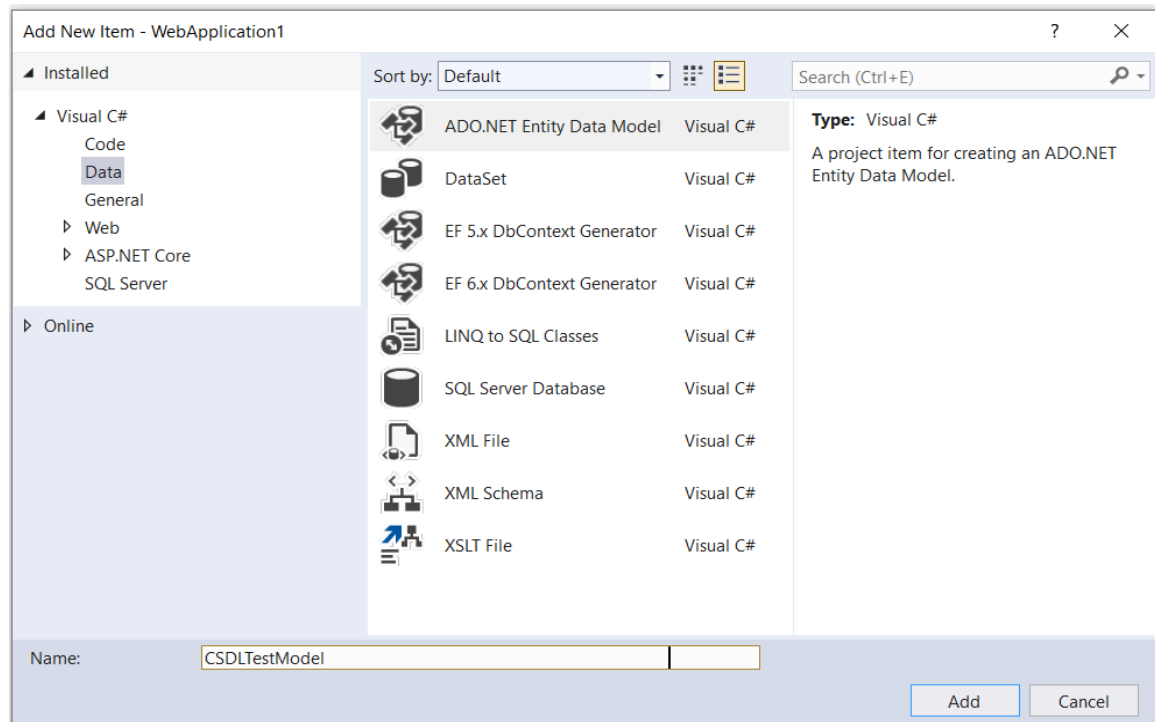 Add New Item - WebApplication1
?
Installed
Visual C#
Code
Data
General
Web
ASP.NET Core
SQL Server
Online
Sort by: Default
Search (Ctrl+E)
ADO.NET Entity Data Model Visual C#
DataSet Visual C#
EF 5.x DbContext Generator Visual C#
EF 6.x DbContext Generator Visual C#
LINQ to SQL Classes Visual C#
SQL Server Database Visual C#
XML File Visual C#
XML Schema Visual C#
XSLT File Visual C#
Type: Visual C#
A project item for creating an ADO.NET
Entity Data Model.
Name: CSDLTestModel
Add Cancel